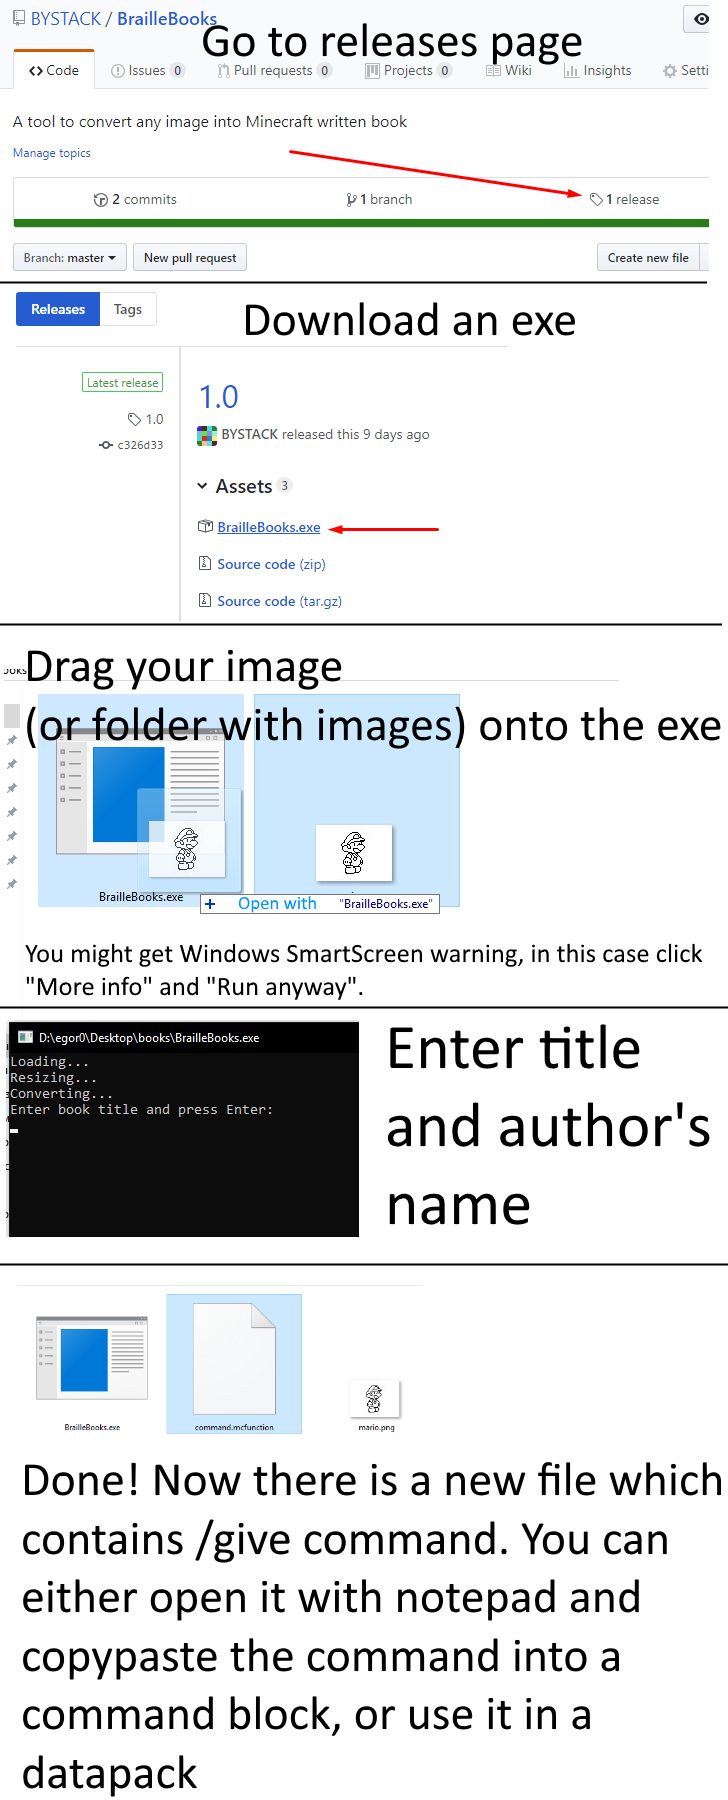 BYSTACK / BrailleBooks
Go to releases page
Code
Issues 0
Pull requests 0
Projects 0
Wiki
Insights
A tool to convert any image into Minecraft written book
Manage topics
2 commits
1 branch
1 release
Branch: master
New pull request
Create new file
Releases
Tags
Download an exe
Latest release
1.0
1.0
c326d33
BYSTACK released this 9 days ago
Assets 3
BrailleBooks.exe
Source code (zip)
Source code (tar.gz)
Drag your image
(or folder with images) onto the exe
BrailleBooks.exe
+ Open with "BrailleBooks.exe"
You might get Windows SmartScreen warning, in this case click
"More info" and "Run anyway".
D:\egor0\Desktop\books\BrailleBooks.exe
Loading...
Resizing...
Converting...
Enter book title and press Enter:
Enter title
and author's
name
BrailleBooks.exe
command.mcfunction
mario.png
Done! Now there is a new file which
contains /give command. You can
either open it with notepad and
copypaste the command into a
command block, or use it in a
datapack